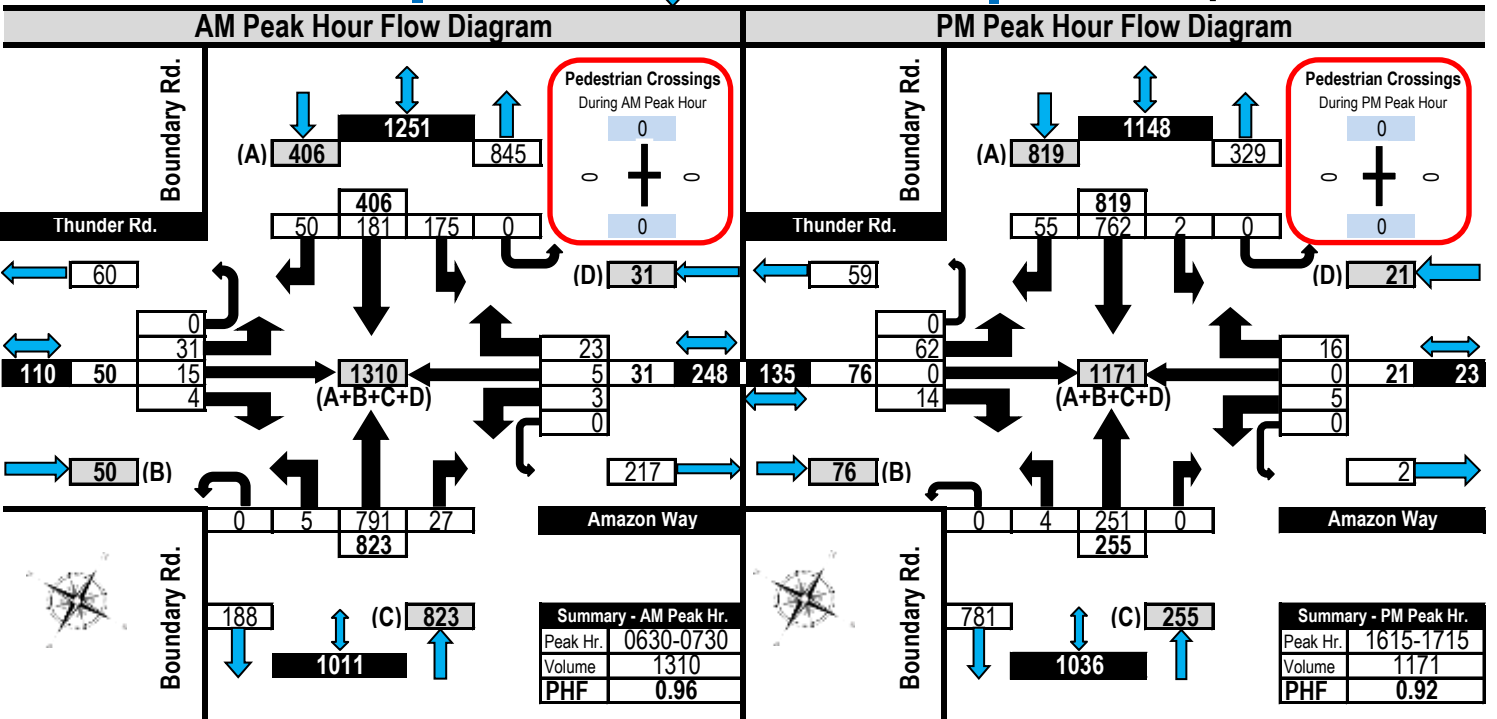 AM Peak Hour Flow Diagram
Boundary Rd.
Pedestrian Crossings
During AM Peak Hour
0
0 0
0
1251
(A) 406 845
406
50 181 175 0
Thunder Rd.
60
(D) 31
0
31
15
4
110 50
1310
(A+B+C+D)
23
5
3
0
31 248
50 (B)
217
0 5 791 27
823
Amazon Way
Boundary Rd.
188
(C) 823
1011
Summary - AM Peak Hr.
Peak Hr. 0630-0730
Volume 1310
PHF 0.96
PM Peak Hour Flow Diagram
Boundary Rd.
Pedestrian Crossings
During PM Peak Hour
0
0 0
0
1148
(A) 819 329
819
55 762 2 0
Thunder Rd.
59
(D) 21
0
62
0
14
135 76
1171
(A+B+C+D)
16
0
5
0
21 23
76 (B)
2
0 4 251 0
255
Amazon Way
Boundary Rd.
781
(C) 255
1036
Summary - PM Peak Hr.
Peak Hr. 1615-1715
Volume 1171
PHF 0.92